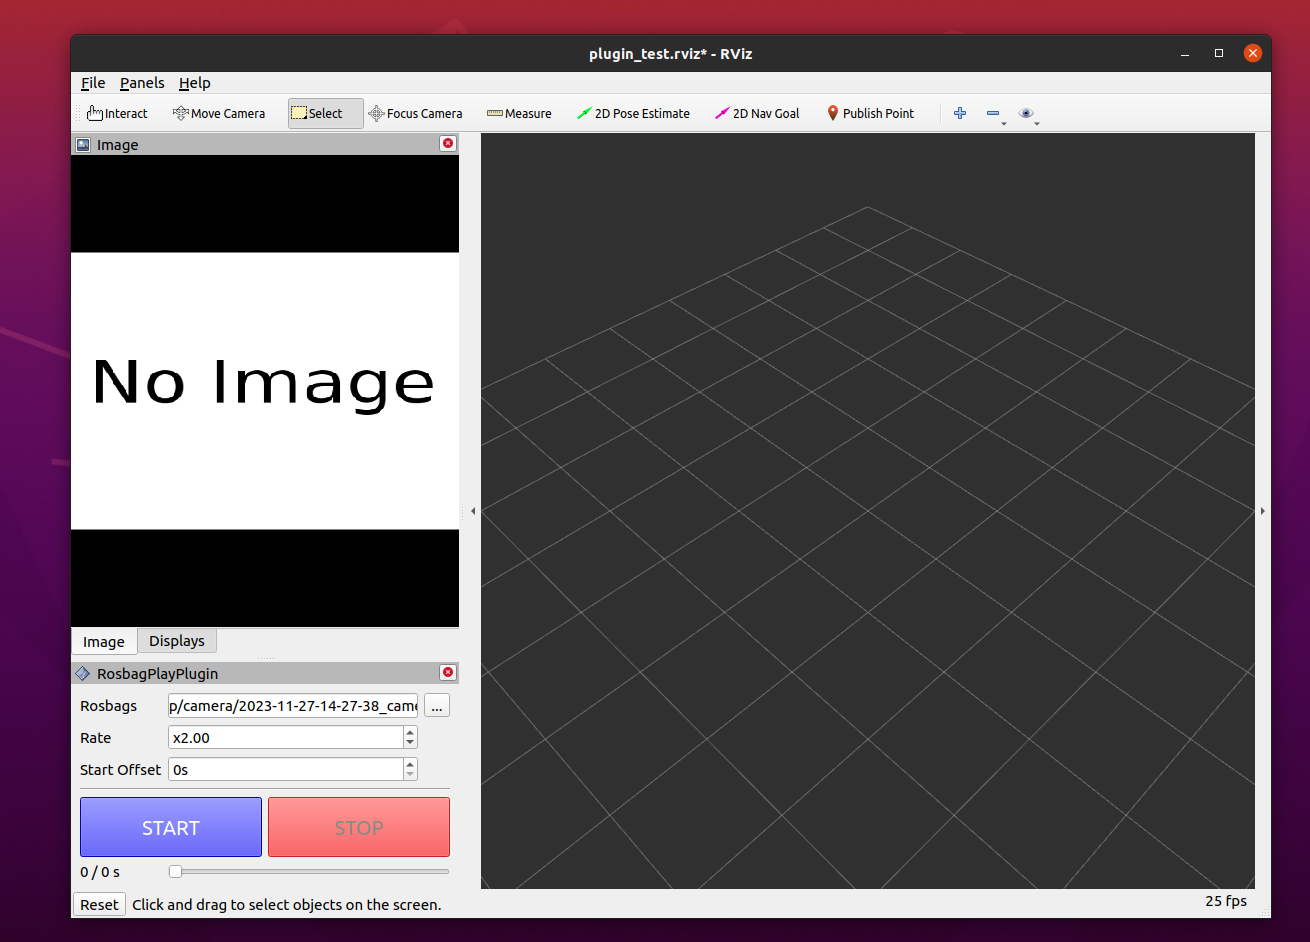 plugin_test.rviz* - RViz
File Panels Help
Interact Move Camera Select Focus Camera Measure 2D Pose Estimate 2D Nav Goal Publish Point
Image
No Image
Image Displays
RosbagPlayPlugin
Rosbags p/camera/2023-11-27-14-27-38_came ...
Rate x2.00
Start Offset 0s
START STOP
0 / 0 s
Reset Click and drag to select objects on the screen. 25 fps